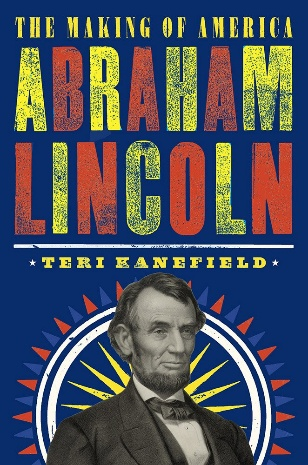 THE MAKING OF AMERICA
ABRAHAM
LINCOLN
TERI KANEFIELD